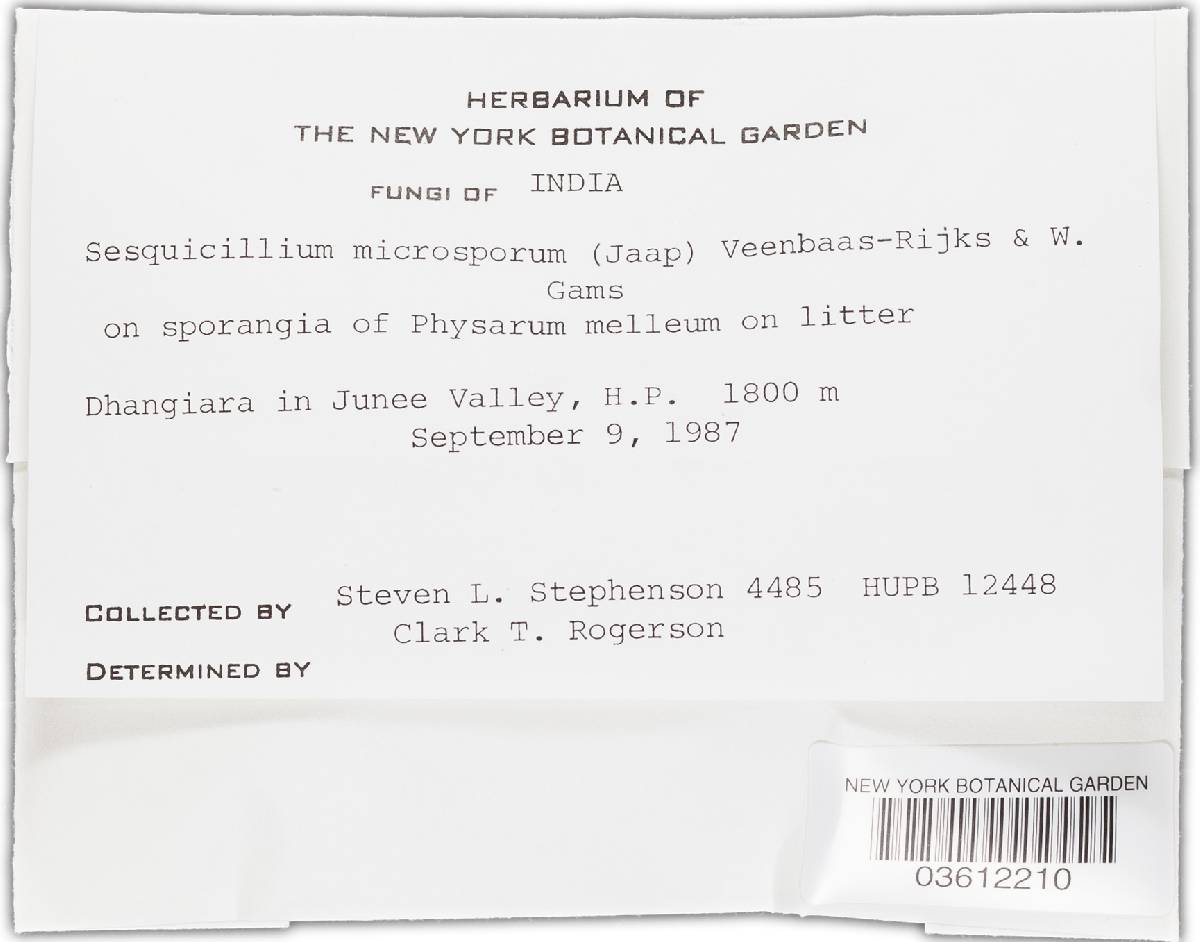 HERBARIUM OF
THE NEW YORK BOTANICAL GARDEN
FUNGI OF INDIA
Sesquicillium microsporum (Jaap) Veenbaas-Rijks & W.
Gams
on sporangia of Physarum melleum on litter
Dhangiara in Junee Valley, H.P. 1800 m
September 9, 1987
COLLECTED BY Steven L. Stephenson 4485 HUPB 12448
Clark T. Rogerson
DETERMINED BY
NEW YORK BOTANICAL GARDEN
03612210